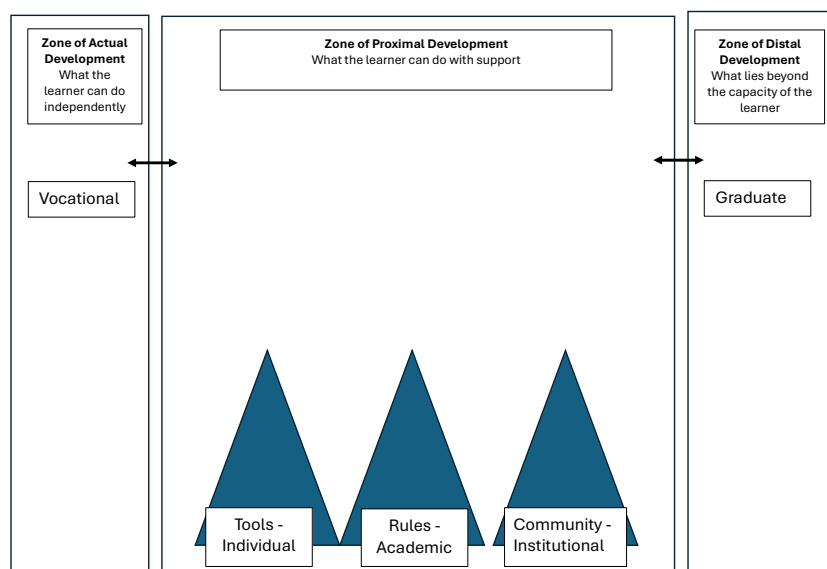 Zone of Actual
Development
What the
learner can do
independently
Zone of Proximal Development
What the learner can do with support
Zone of Distal
Development
What lies beyond
the capacity of the
learner
Vocational
Graduate
Tools -
Individual
Rules -
Academic
Community -
Institutional